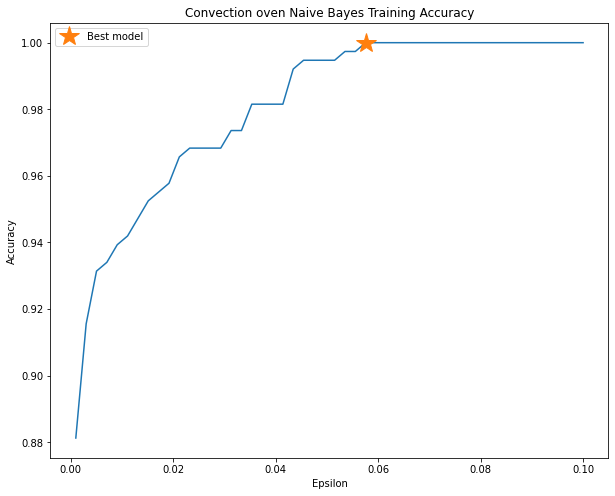 Convection oven Naive Bayes Training Accuracy
Best model
Accuracy
1.00
0.98
0.96
0.94
0.92
0.90
0.88
0.00 0.02 0.04 0.06 0.08 0.10
Epsilon